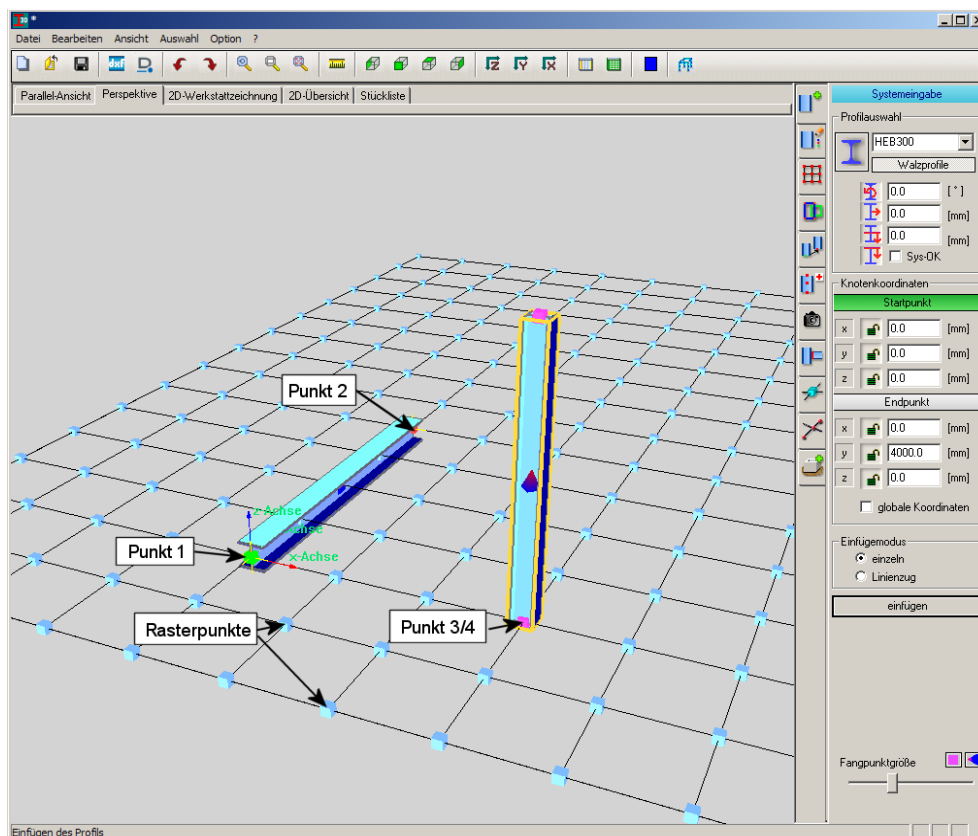 *
Datei Bearbeiten Ansicht Auswahl Option ?
dxf
Z Y X
Parallel-Ansicht Perspektive 2D-Werkstattzeichnung 2D-Übersicht Stückliste
Systemeingabe
Profilauswahl
HEB300
Walzprofile
0.0 [°]
0.0 [mm]
0.0 [mm]
Sys-OK
Knotenkoordinaten
Startpunkt
x 0.0 [mm]
y 0.0 [mm]
z 0.0 [mm]
Endpunkt
x 0.0 [mm]
y 4000.0 [mm]
z 0.0 [mm]
globale Koordinaten
Einfügemodus
einzeln
Linienzug
einfügen
Fangpunktgröße
Punkt 2
z-Achse
x-Achse
Punkt 1
Rasterpunkte
Punkt 3/4
Einfügen des Profils